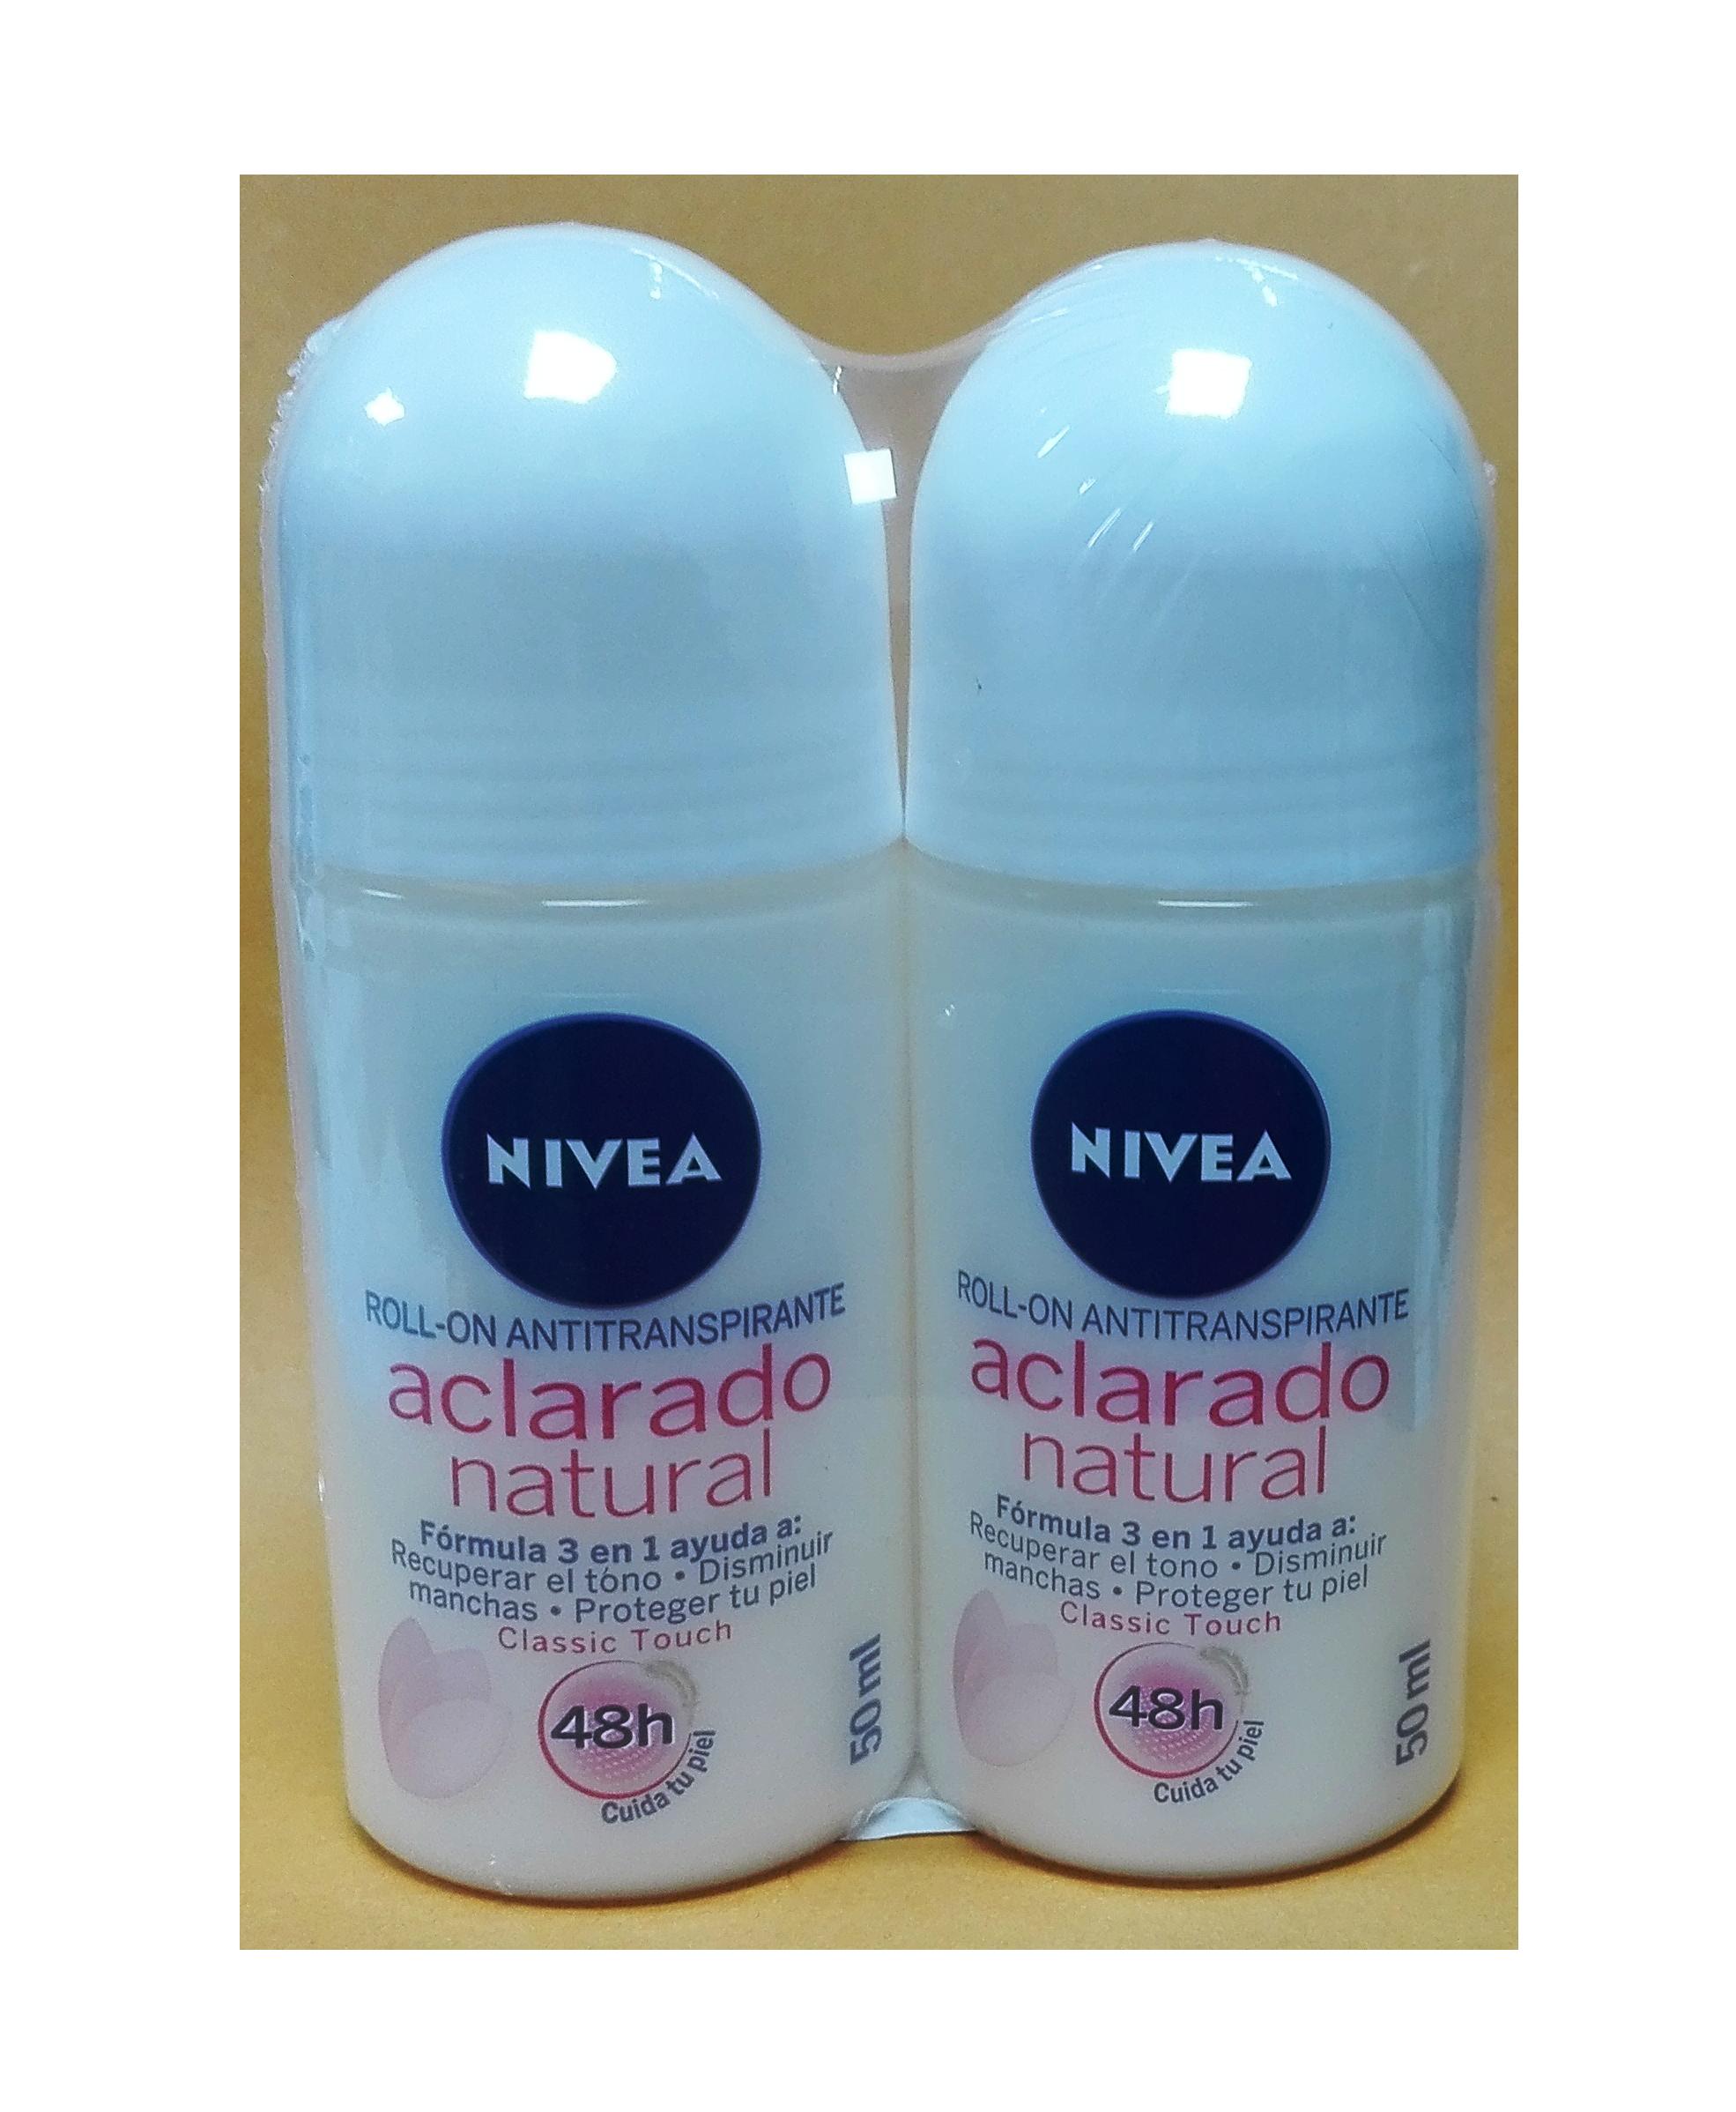 NIVEA
ROLL-ON ANTITRANSPIRANTE
aclarado
natural
Fórmula 3 en 1 ayuda a:
Recuperar el tono • Disminuir
manchas • Proteger tu piel
Classic Touch
48h
Cuida tu piel
50 ml
NIVEA
ROLL-ON ANTITRANSPIRANTE
aclarado
natural
Fórmula 3 en 1 ayuda a:
Recuperar el tono • Disminuir
manchas • Proteger tu piel
Classic Touch
48h
Cuida tu piel
50 ml